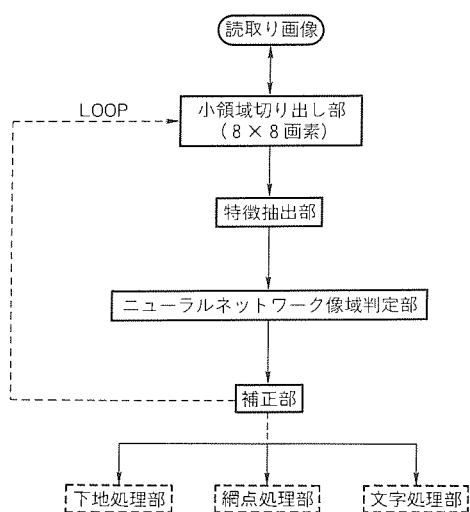 読取り画像
LOOP
小領域切り出し部
(8×8画素)
特徴抽出部
ニューラルネットワーク像域判定部
補正部
下地処理部
網点処理部
文字処理部